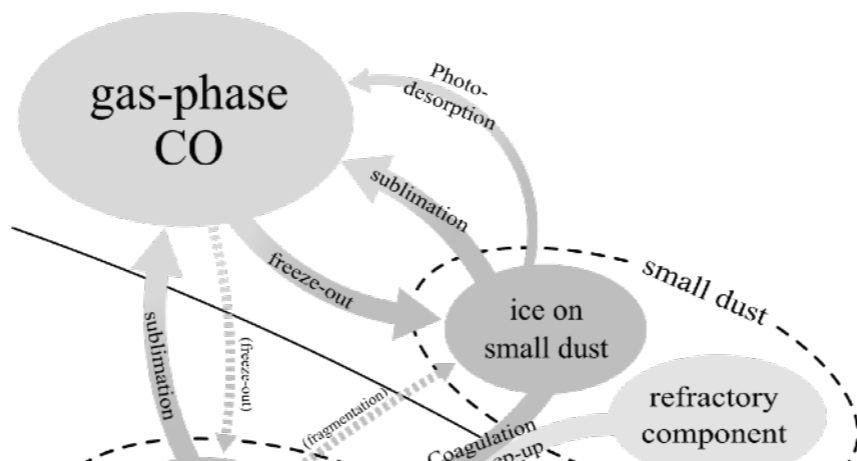 gas-phase
CO
Photo-
desorption
sublimation
freeze-out
small dust
ice on
small dust
sublimation
(freeze-out)
(fragmentation)
refractory
component
Coagulation